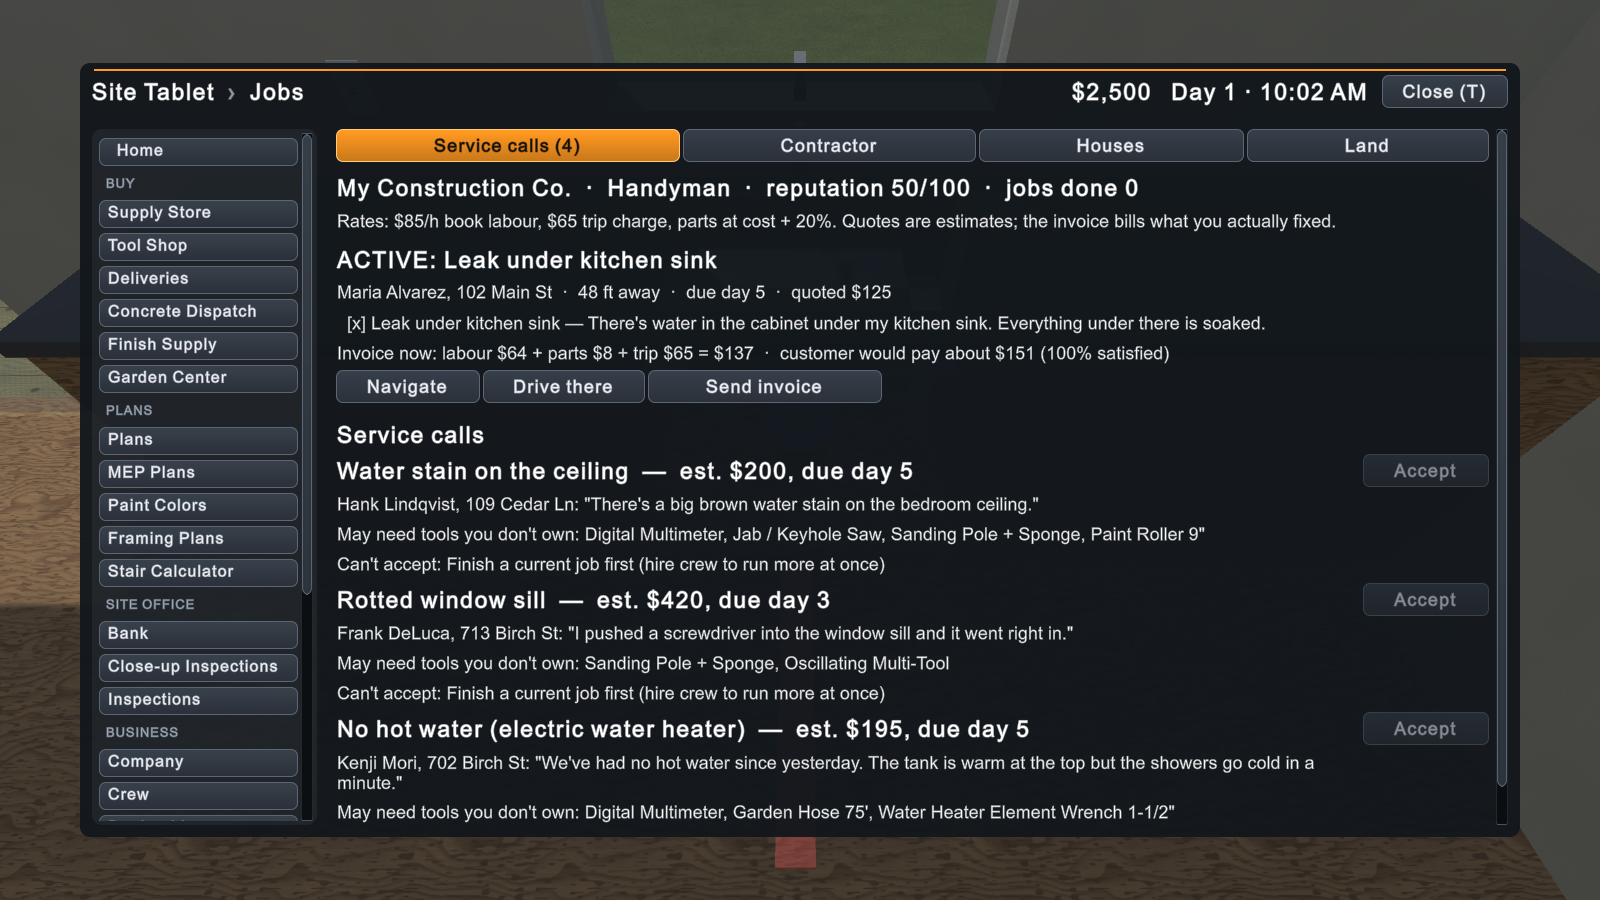 Site Tablet › Jobs
$2,500 Day 1 · 10:02 AM
Close (T)
Home
BUY
Supply Store
Tool Shop
Deliveries
Concrete Dispatch
Finish Supply
Garden Center
PLANS
Plans
MEP Plans
Paint Colors
Framing Plans
Stair Calculator
SITE OFFICE
Bank
Close-up Inspections
Inspections
BUSINESS
Company
Crew
Service calls (4)
Contractor
Houses
Land
My Construction Co. · Handyman · reputation 50/100 · jobs done 0
Rates: $85/h book labour, $65 trip charge, parts at cost + 20%. Quotes are estimates; the invoice bills what you actually fixed.
ACTIVE: Leak under kitchen sink
Maria Alvarez, 102 Main St · 48 ft away · due day 5 · quoted $125
[x] Leak under kitchen sink — There's water in the cabinet under my kitchen sink. Everything under there is soaked.
Invoice now: labour $64 + parts $8 + trip $65 = $137 · customer would pay about $151 (100% satisfied)
Navigate
Drive there
Send invoice
Service calls
Water stain on the ceiling — est. $200, due day 5
Accept
Hank Lindqvist, 109 Cedar Ln: "There's a big brown water stain on the bedroom ceiling."
May need tools you don't own: Digital Multimeter, Jab / Keyhole Saw, Sanding Pole + Sponge, Paint Roller 9"
Can't accept: Finish a current job first (hire crew to run more at once)
Rotted window sill — est. $420, due day 3
Accept
Frank DeLuca, 713 Birch St: "I pushed a screwdriver into the window sill and it went right in."
May need tools you don't own: Sanding Pole + Sponge, Oscillating Multi-Tool
Can't accept: Finish a current job first (hire crew to run more at once)
No hot water (electric water heater) — est. $195, due day 5
Accept
Kenji Mori, 702 Birch St: "We've had no hot water since yesterday. The tank is warm at the top but the showers go cold in a
minute."
May need tools you don't own: Digital Multimeter, Garden Hose 75', Water Heater Element Wrench 1-1/2"